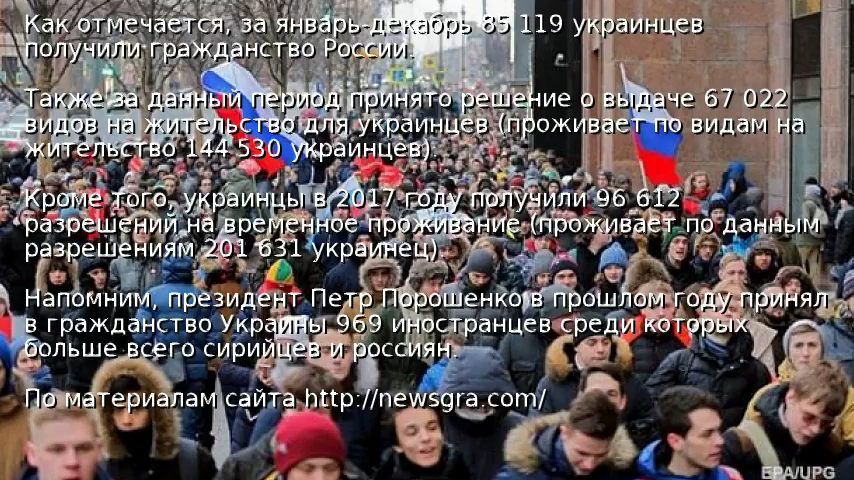 Как отмечается, за январь-декабрь 85 119 украинцев
получили гражданство России.
Также за данный период принято решение о выдаче 67 022
видов на жительство для украинцев (проживает по видам на
жительство 144 530 украинцев).
Кроме того, украинцы в 2017 году получили 96 612
разрешений на временное проживание (проживает по данным
разрешениям 201 631 украинец).
Напомним, президент Петр Порошенко в прошлом году принял
в гражданство Украины 969 иностранцев среди которых
больше всего сирийцев и россиян.
По материалам сайта http://newsgra.com/
EPA/UPG